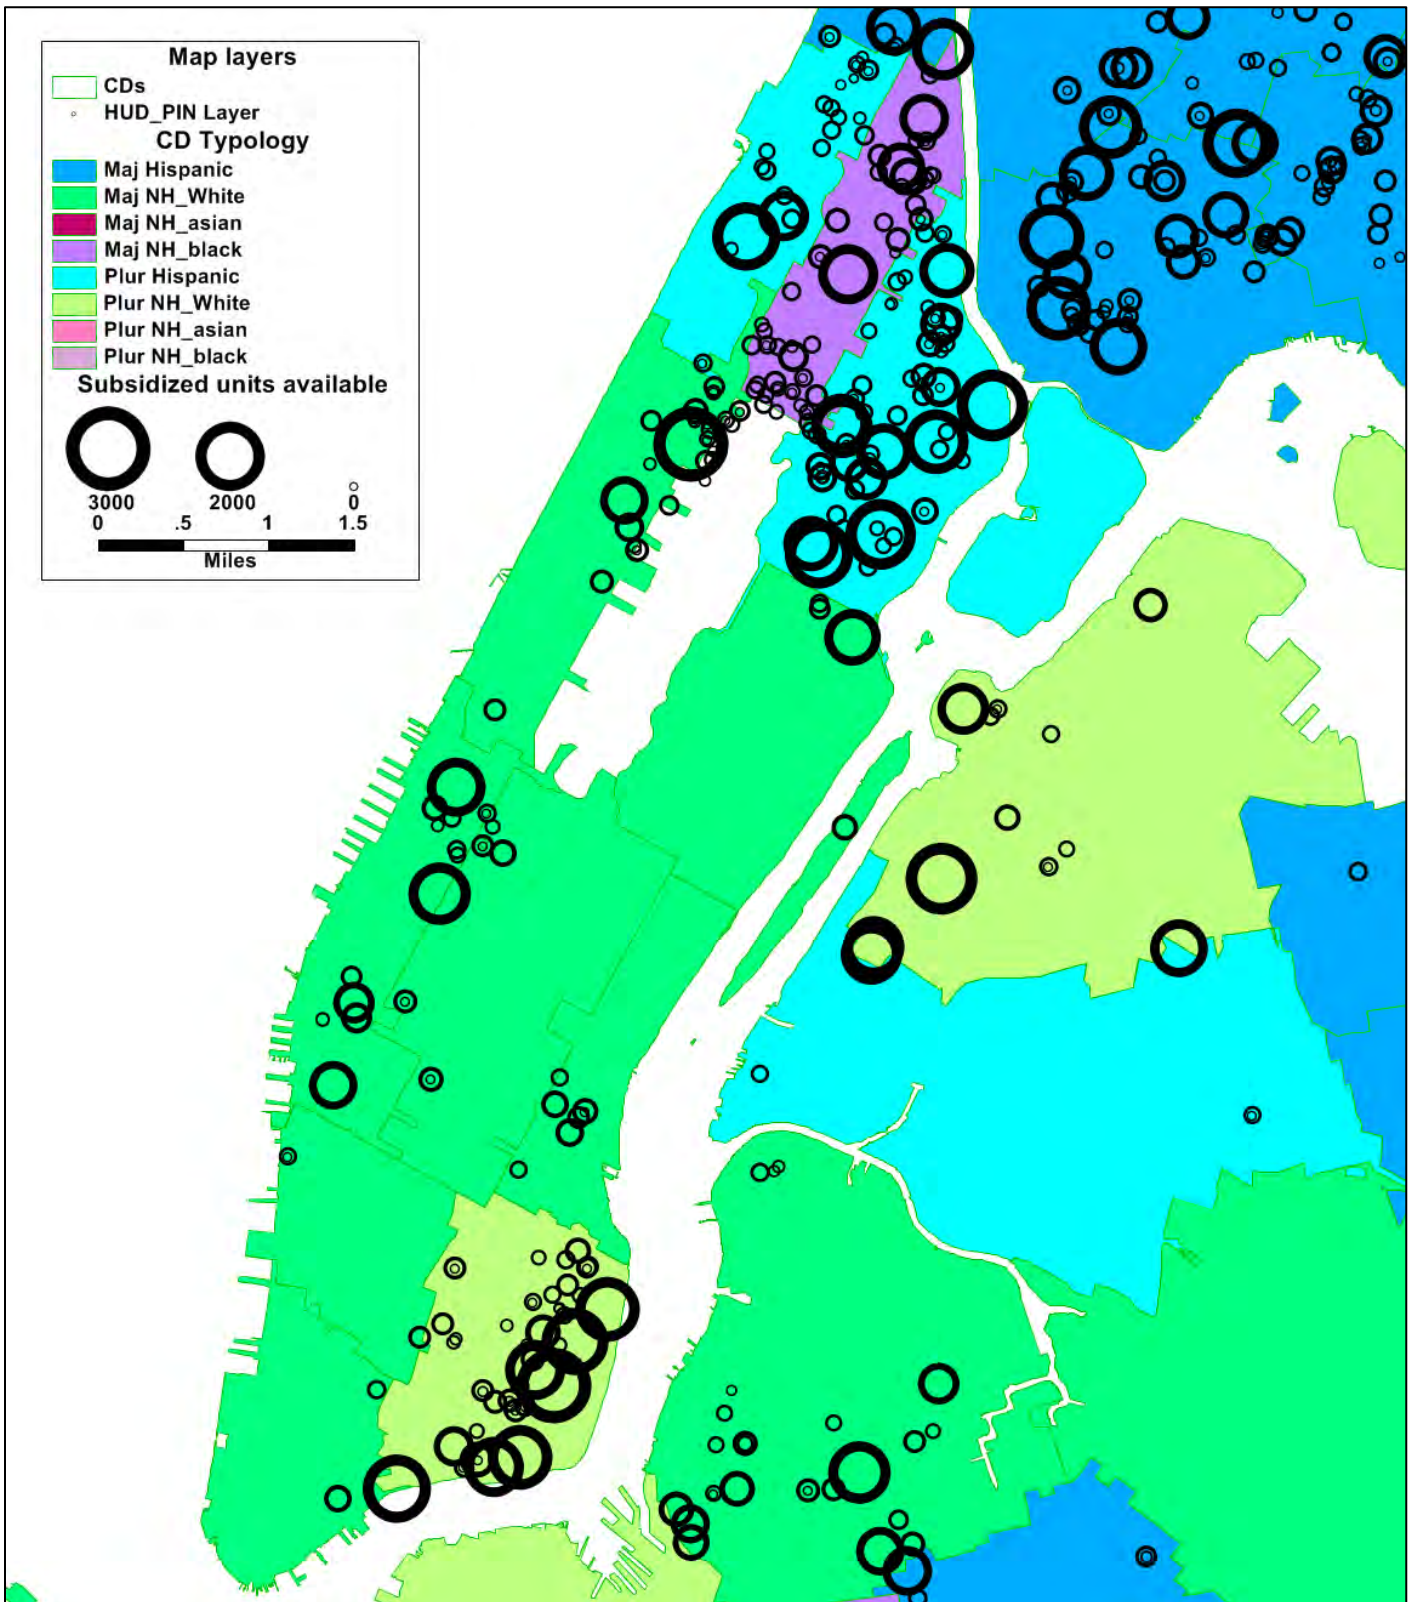 Map layers
CDs
HUD_PIN Layer
CD Typology
Maj Hispanic
Maj NH_White
Maj NH_asian
Maj NH_black
Plur Hispanic
Plur NH_White
Plur NH_asian
Plur NH_black
Subsidized units available
3000 2000 0
0 .5 1 1.5
Miles